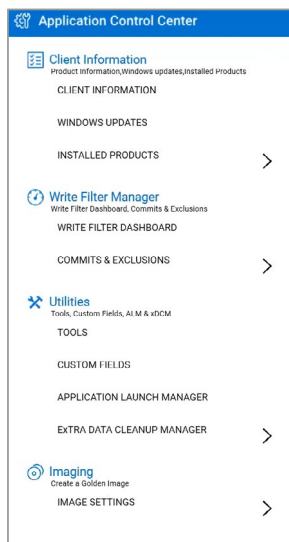 Application Control Center
Client Information
Product Information,Windows updates,Installed Products
CLIENT INFORMATION
WINDOWS UPDATES
INSTALLED PRODUCTS
Write Filter Manager
Write Filter Dashboard, Commits & Exclusions
WRITE FILTER DASHBOARD
COMMITS & EXCLUSIONS
Utilities
Tools, Custom Fields, ALM & xDCM
TOOLS
CUSTOM FIELDS
APPLICATION LAUNCH MANAGER
ExTRA DATA CLEANUP MANAGER
Imaging
Create a Golden Image
IMAGE SETTINGS